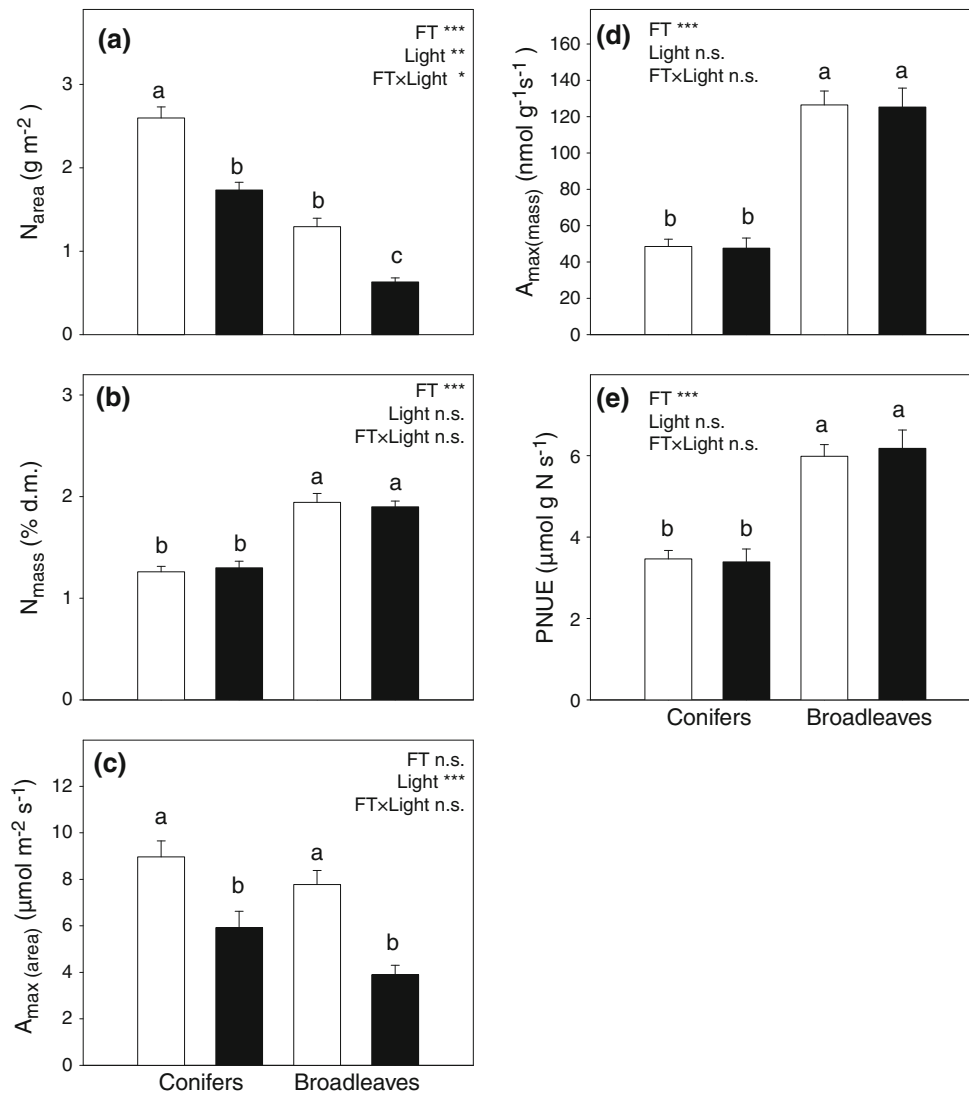 (a)
FT ***
Light **
FT×Light *
3
2
1
0
N_area (g m^-2)
a
b
b
c
(b)
FT ***
Light n.s.
FT×Light n.s.
3
2
1
0
N_mass (% d.m.)
b
b
a
a
(c)
FT n.s.
Light ***
FT×Light n.s.
12
10
8
6
4
2
0
A_max (area) (µmol m^-2 s^-1)
a
b
a
b
Conifers Broadleaves
(d)
FT ***
Light n.s.
FT×Light n.s.
160
140
120
100
80
60
40
20
0
A_max(mass) (nmol g^-1s^-1)
b
b
a
a
(e)
FT ***
Light n.s.
FT×Light n.s.
6
4
2
0
PNUE (µmol g N s^-1)
b
b
a
a
Conifers Broadleaves